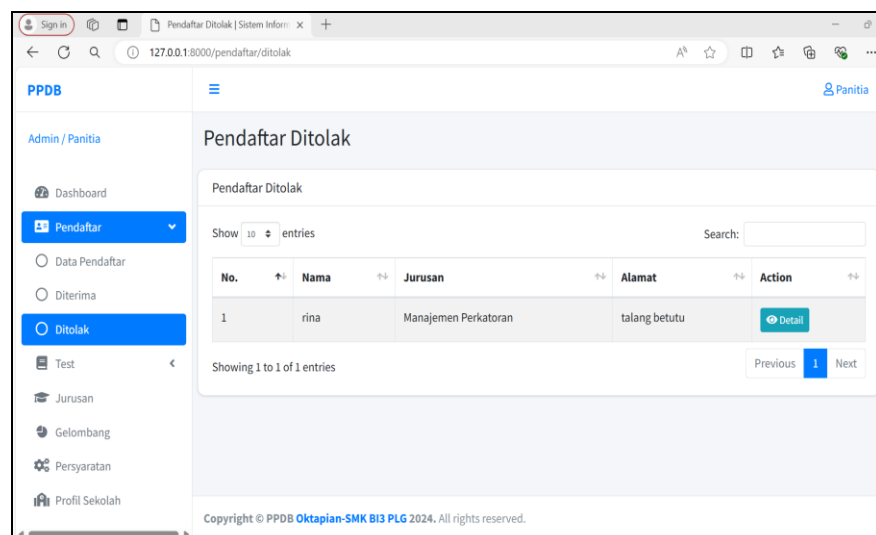 Sign in
Pendaftar Ditolak | Sistem Inform
127.0.0.1:8000/pendaftar/ditolak
PPDB
Panitia
Admin / Panitia
Pendaftar Ditolak
Dashboard
Pendaftar
Data Pendaftar
Diterima
Ditolak
Test
Jurusan
Gelombang
Persyaratan
Profil Sekolah
Pendaftar Ditolak
Show 10 entries
Search:
No. Nama Jurusan Alamat Action
1 rina Manajemen Perkatoran talang betutu Detail
Showing 1 to 1 of 1 entries
Previous 1 Next
Copyright © PPDB Oktapian-SMK BI3 PLG 2024. All rights reserved.